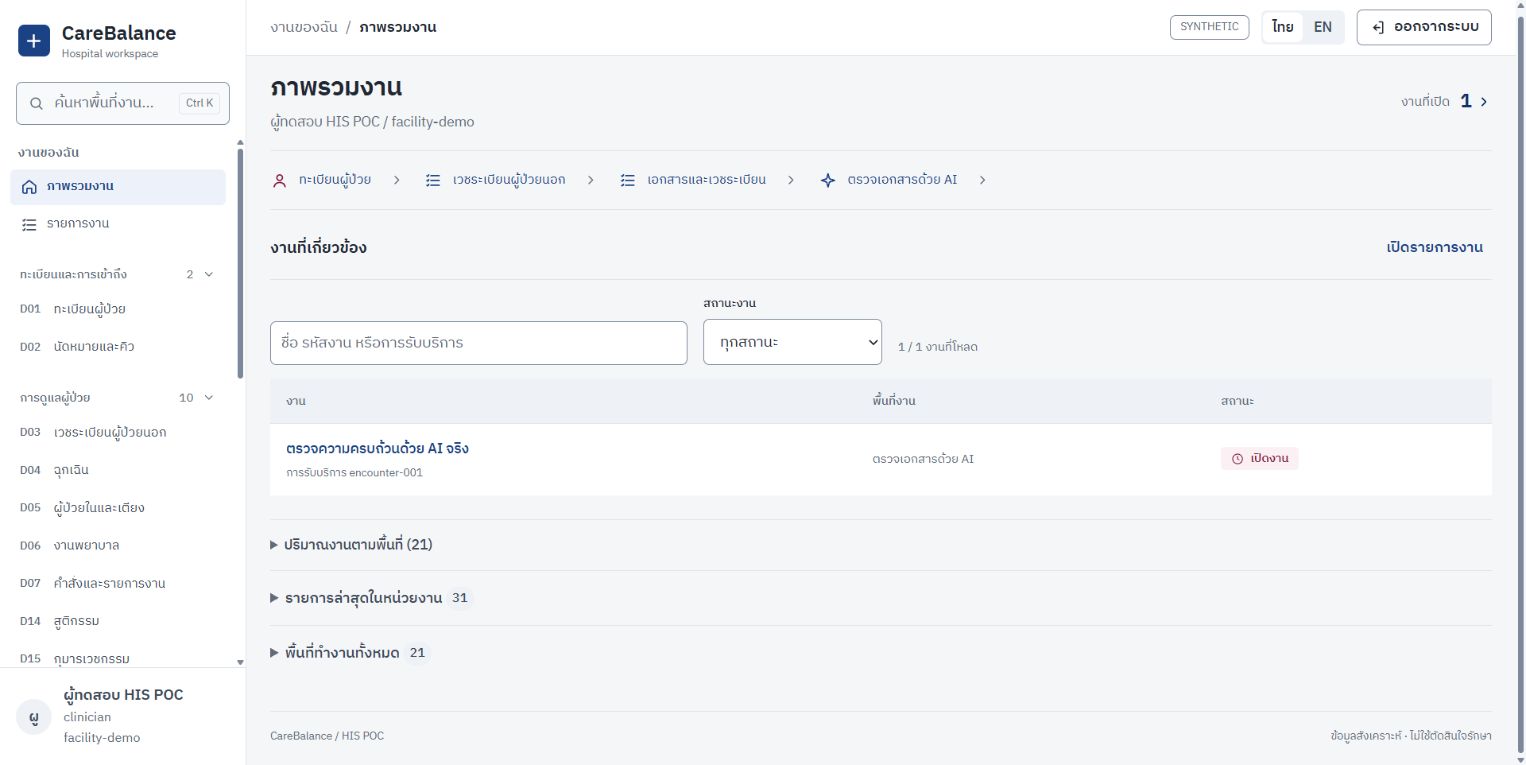 CareBalance
Hospital workspace
ค้นหาพื้นที่งาน... Ctrl K
งานของฉัน
ภาพรวมงาน
รายการงาน
ทะเบียนและการเข้าถึง 2
D01 ทะเบียนผู้ป่วย
D02 นัดหมายและคิว
การดูแลผู้ป่วย 10
D03 เวชระเบียนผู้ป่วยนอก
D04 ฉุกเฉิน
D05 ผู้ป่วยในและเตียง
D06 งานพยาบาล
D07 คำสั่งและรายการงาน
D14 สูติกรรม
D15 กุมารเวชกรรม
ผู้
ผู้ทดสอบ HIS POC
clinician
facility-demo
งานของฉัน / ภาพรวมงาน
SYNTHETIC ไทย EN ออกจากระบบ
ภาพรวมงาน
ผู้ทดสอบ HIS POC / facility-demo
งานที่เปิด 1
ทะเบียนผู้ป่วย เวชระเบียนผู้ป่วยนอก เอกสารและเวชระเบียน ตรวจเอกสารด้วย AI
งานที่เกี่ยวข้อง เปิดรายการงาน
สถานะงาน
ชื่อ รหัสงาน หรือการรับบริการ ทุกสถานะ 1 / 1 งานที่โหลด
งาน พื้นที่งาน สถานะ
ตรวจความครบถ้วนด้วย AI จริง
การรับบริการ encounter-001
ตรวจเอกสารด้วย AI เปิดงาน
ปริมาณงานตามพื้นที่ (21)
รายการล่าสุดในหน่วยงาน 31
พื้นที่ทำงานทั้งหมด 21
CareBalance / HIS POC ข้อมูลสังเคราะห์ · ไม่ใช้ตัดสินใจรักษา